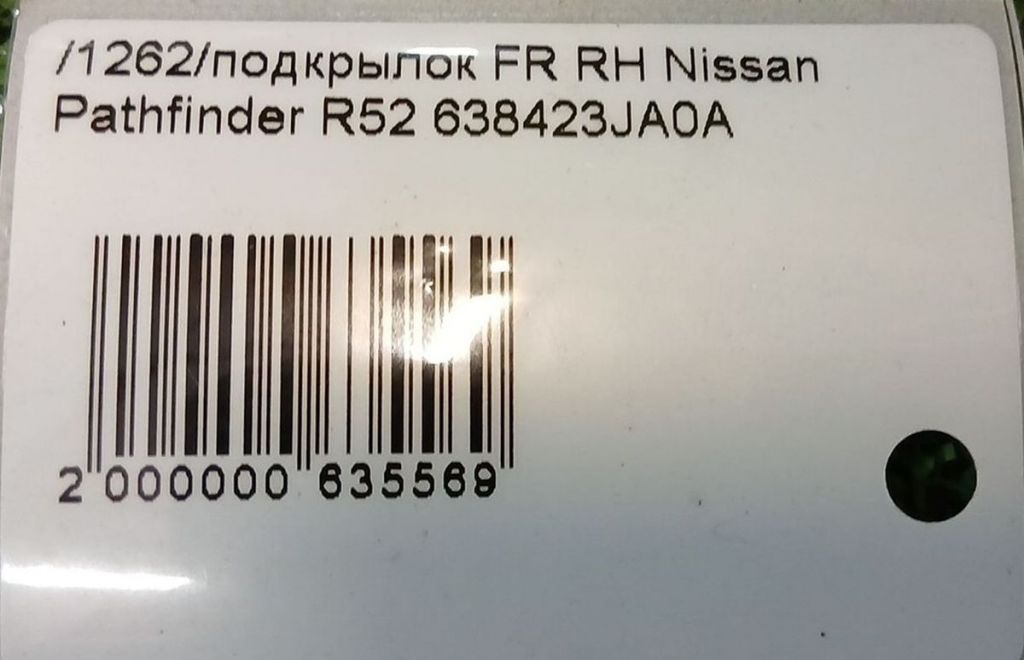 /1262/подкрылок FR RH Nissan
Pathfinder R52 638423JA0A
2 000000 635569